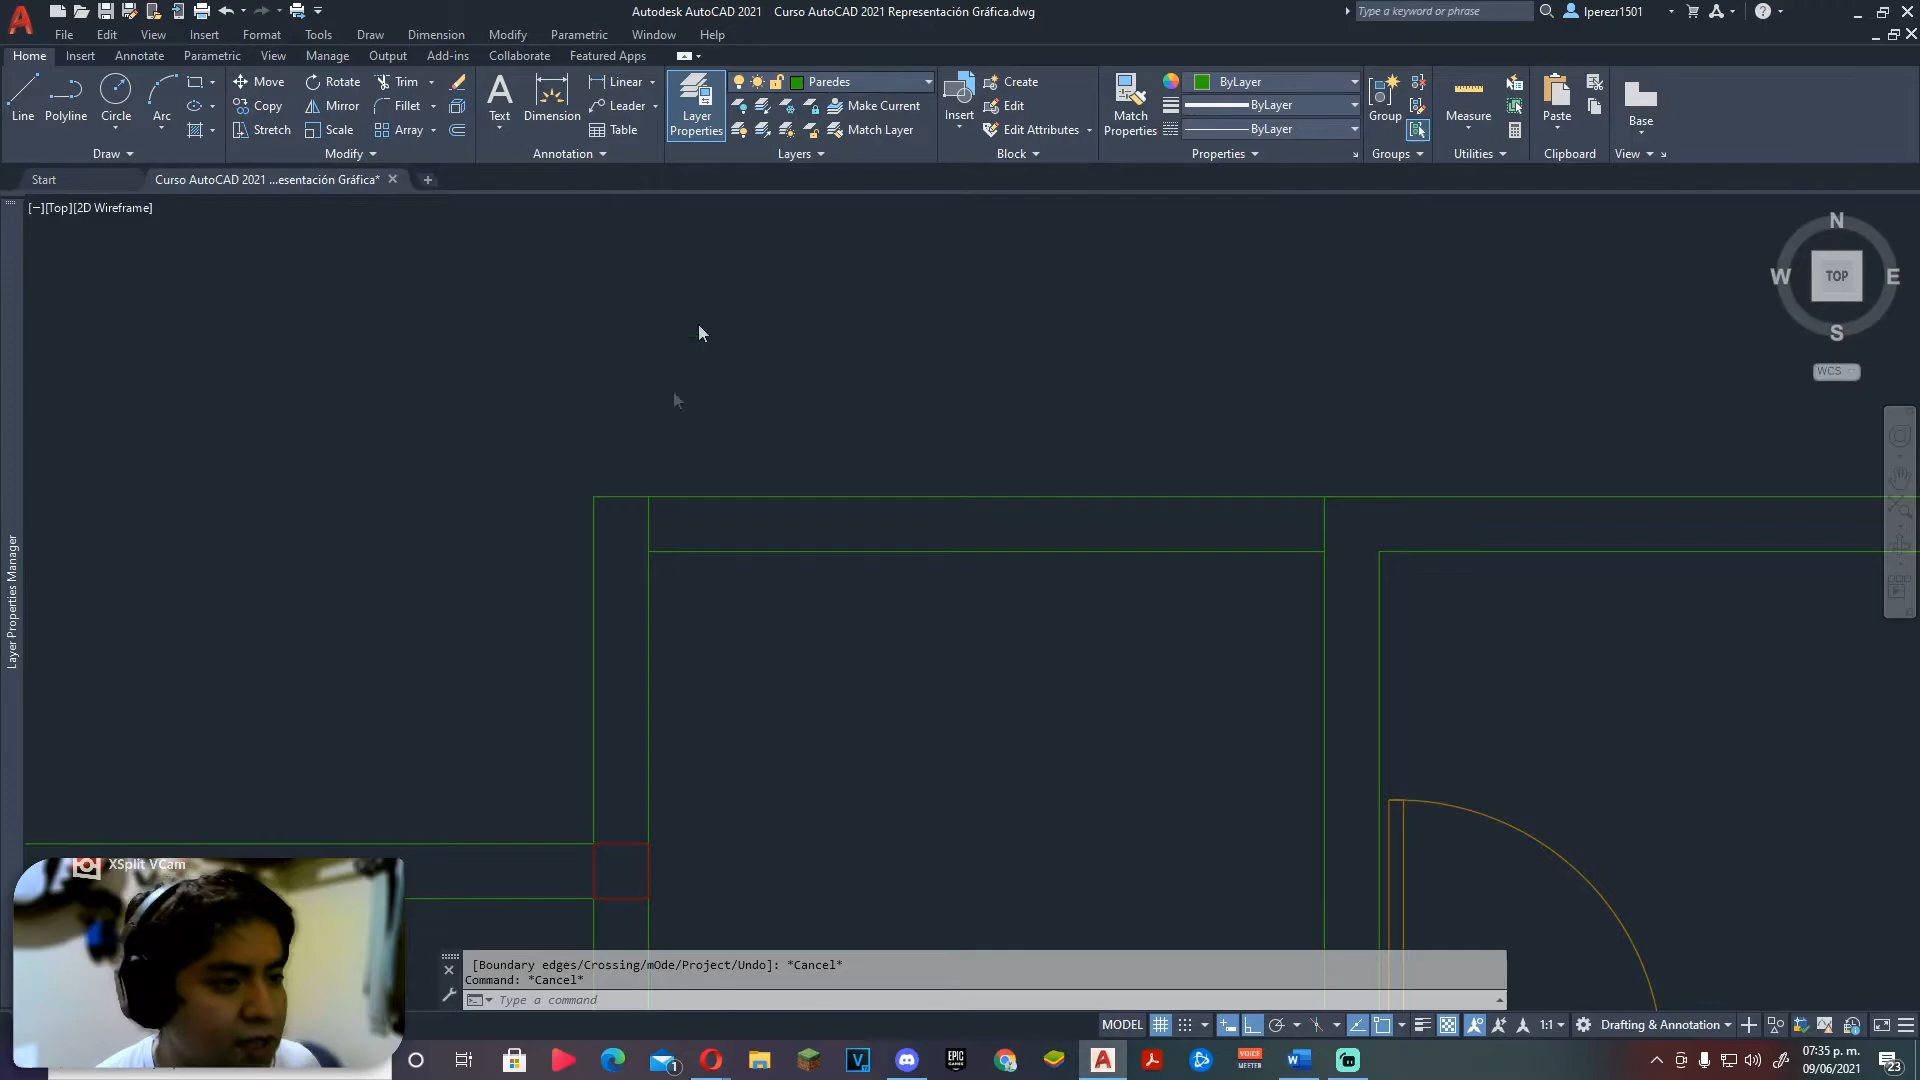 Autodesk AutoCAD 2021 Curso AutoCAD 2021 Representación Gráfica.dwg
Type a keyword or phrase
lperezr1501
File Edit View Insert Format Tools Draw Dimension Modify Parametric Window Help
Home Insert Annotate Parametric View Manage Output Add-ins Collaborate Featured Apps
Line Polyline Circle Arc
Move Rotate Trim
Copy Mirror Fillet
Stretch Scale Array
Text Dimension
Linear
Leader
Table
Layer Properties
Paredes
Make Current
Match Layer
Insert
Create
Edit
Edit Attributes
Match Properties
ByLayer
ByLayer
ByLayer
Group
Measure
Paste
Base
Draw Modify Annotation Layers Block Properties Groups Utilities Clipboard View
Start
Curso AutoCAD 2021 ...esentación Gráfica*
[−][Top][2D Wireframe]
N
W TOP E
S
WCS
Layer Properties Manager
XSplit VCam
[Boundary edges/Crossing/mOde/Project/Undo]: *Cancel*
Command: *Cancel*
Type a command
MODEL
1:1
Drafting & Annotation
1
EPIC GAMES
VOICE MEETER
07:35 p. m.
09/06/2021
23